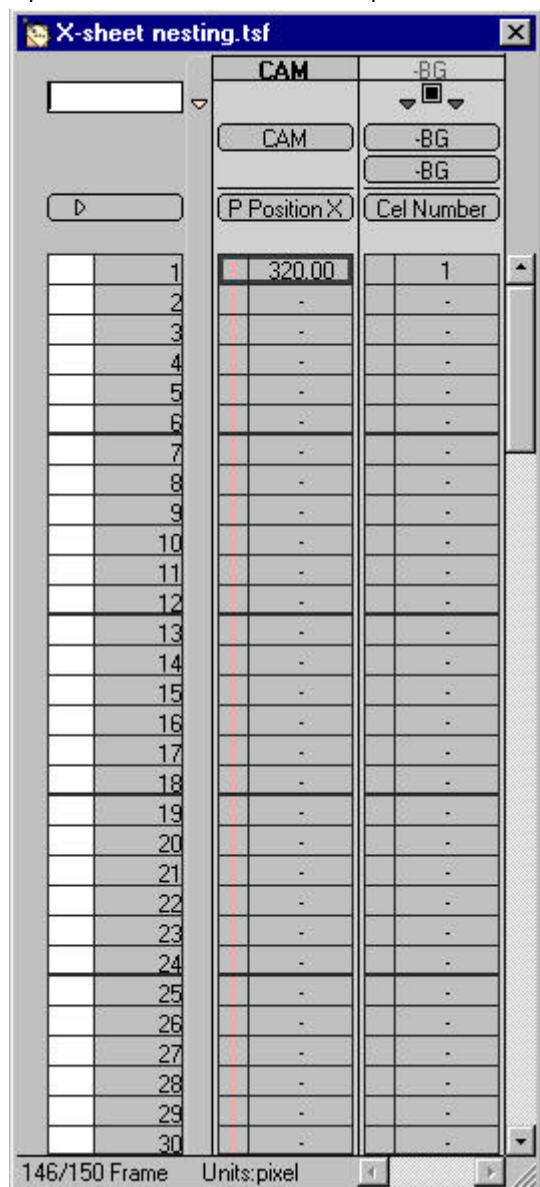 X-sheet nesting.tsf
CAM -BG
CAM -BG
-BG
P Position X Cel Number
1 320.00 1
2 - -
3 - -
4 - -
5 - -
6 - -
7 - -
8 - -
9 - -
10 - -
11 - -
12 - -
13 - -
14 - -
15 - -
16 - -
17 - -
18 - -
19 - -
20 - -
21 - -
22 - -
23 - -
24 - -
25 - -
26 - -
27 - -
28 - -
29 - -
30 - -
146/150 Frame Units:pixel